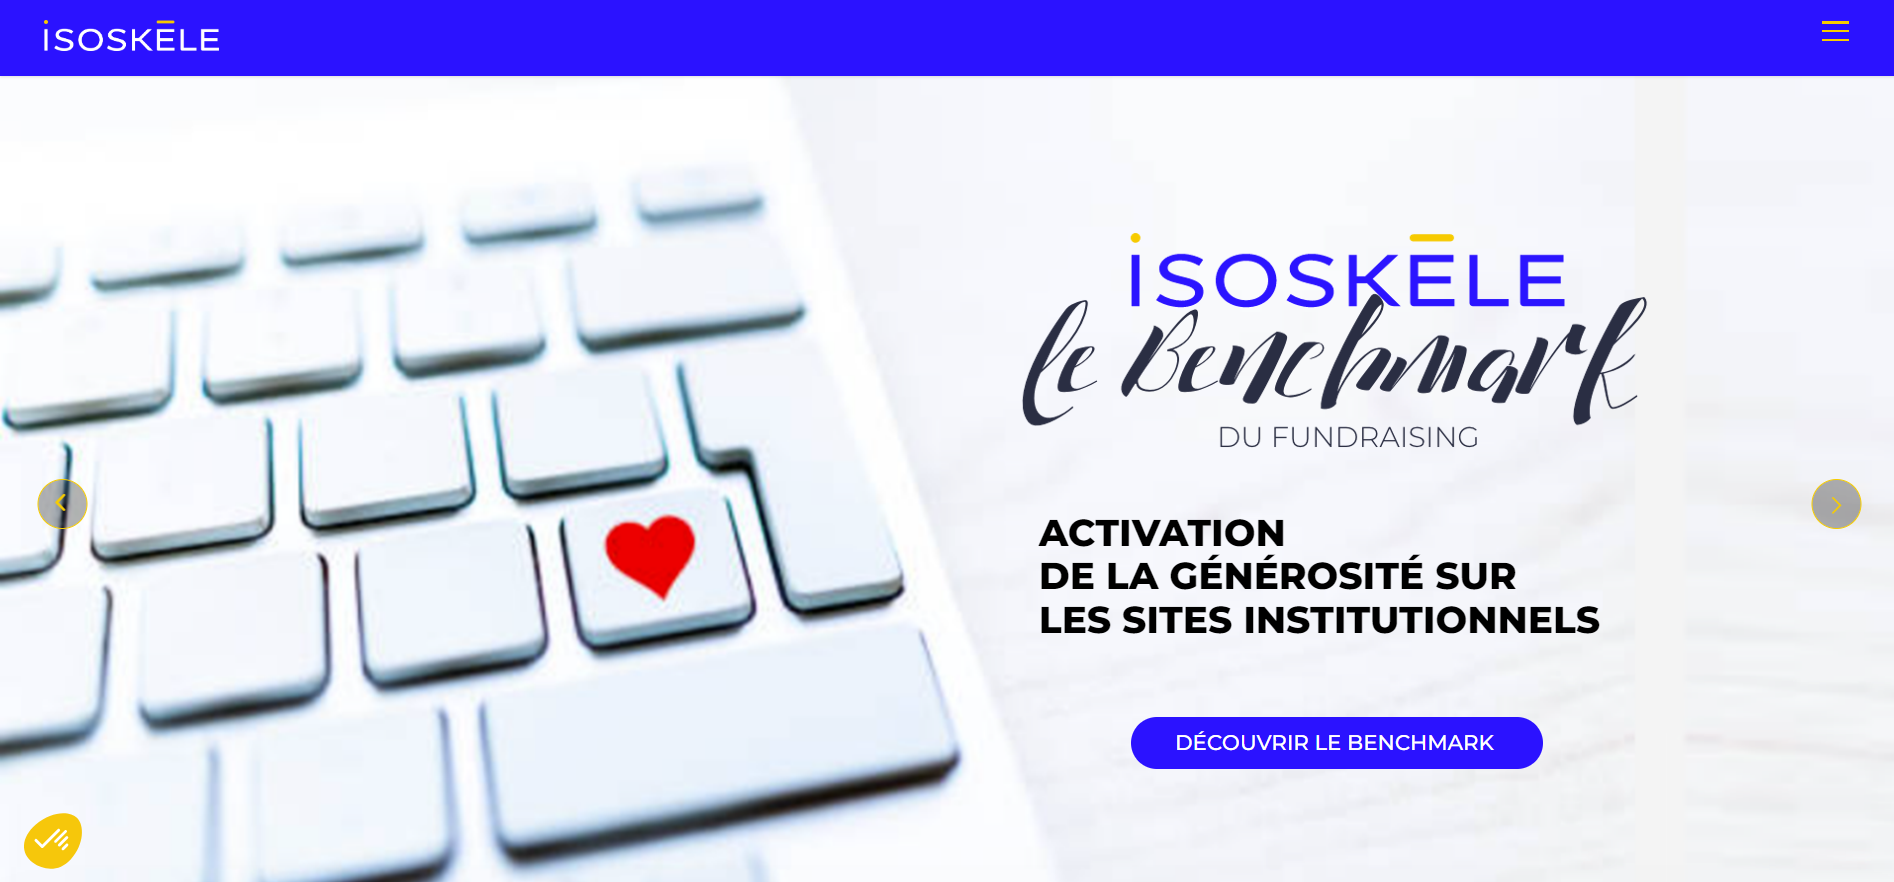 isoskēle
isoskēle
le Benchmark
DU FUNDRAISING
ACTIVATION
DE LA GÉNÉROSITÉ SUR
LES SITES INSTITUTIONNELS
DÉCOUVRIR LE BENCHMARK